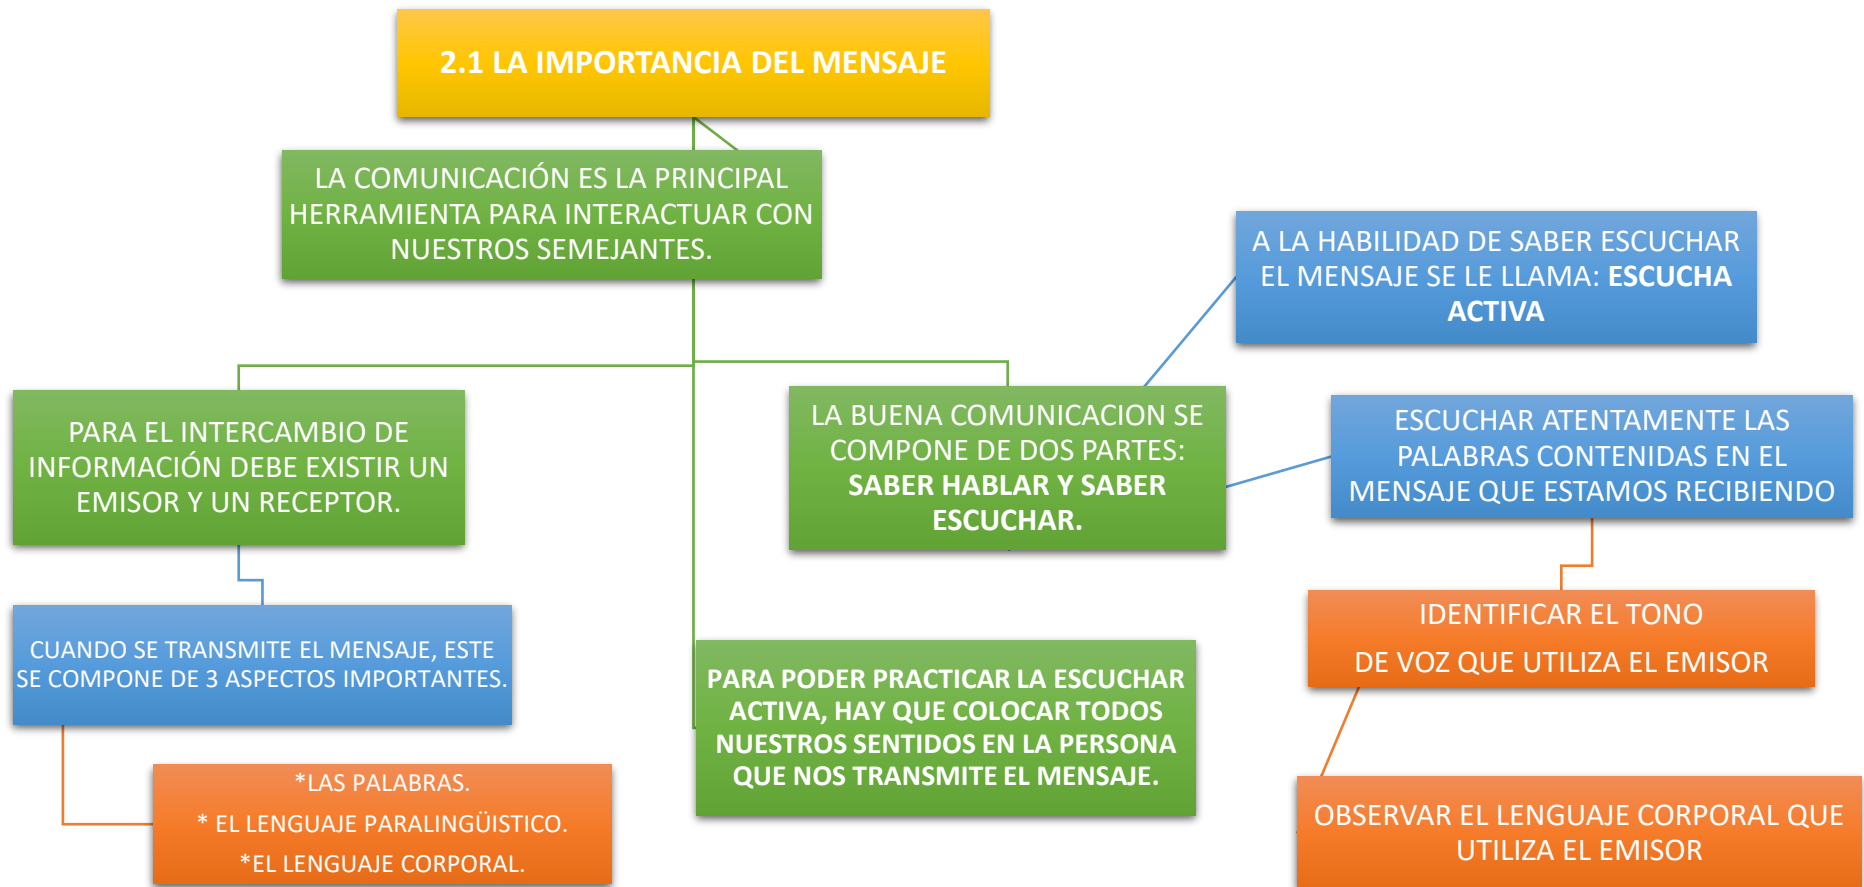 2.1 LA IMPORTANCIA DEL MENSAJE
LA COMUNICACIÓN ES LA PRINCIPAL
HERRAMIENTA PARA INTERACTUAR CON
NUESTROS SEMEJANTES.
A LA HABILIDAD DE SABER ESCUCHAR
EL MENSAJE SE LE LLAMA: ESCUCHA
ACTIVA
PARA EL INTERCAMBIO DE
INFORMACIÓN DEBE EXISTIR UN
EMISOR Y UN RECEPTOR.
LA BUENA COMUNICACION SE
COMPONE DE DOS PARTES:
SABER HABLAR Y SABER
ESCUCHAR.
ESCUCHAR ATENTAMENTE LAS
PALABRAS CONTENIDAS EN EL
MENSAJE QUE ESTAMOS RECIBIENDO
CUANDO SE TRANSMITE EL MENSAJE, ESTE
SE COMPONE DE 3 ASPECTOS IMPORTANTES.
PARA PODER PRACTICAR LA ESCUCHAR
ACTIVA, HAY QUE COLOCAR TODOS
NUESTROS SENTIDOS EN LA PERSONA
QUE NOS TRANSMITE EL MENSAJE.
IDENTIFICAR EL TONO
DE VOZ QUE UTILIZA EL EMISOR
*LAS PALABRAS.
* EL LENGUAJE PARALINGÜISTICO.
*EL LENGUAJE CORPORAL.
OBSERVAR EL LENGUAJE CORPORAL QUE
UTILIZA EL EMISOR